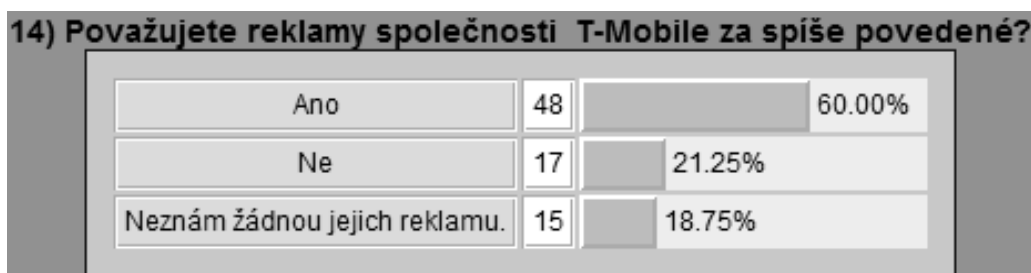 14) Považujete reklamy společnosti T-Mobile za spíše povedené?
Ano 48 60.00%
Ne 17 21.25%
Neznám žádnou jejich reklamu. 15 18.75%